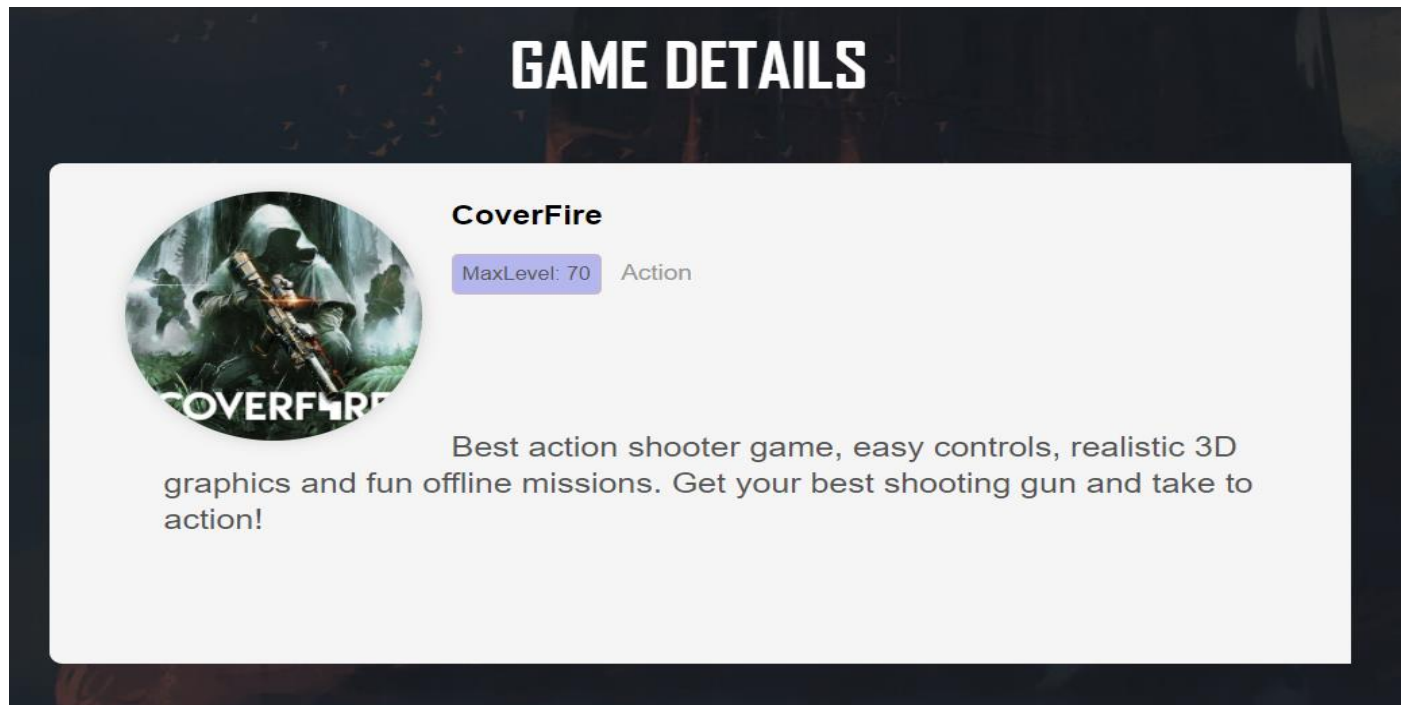 GAME DETAILS
CoverFire
MaxLevel: 70 Action
COVERFIRE
Best action shooter game, easy controls, realistic 3D
graphics and fun offline missions. Get your best shooting gun and take to
action!